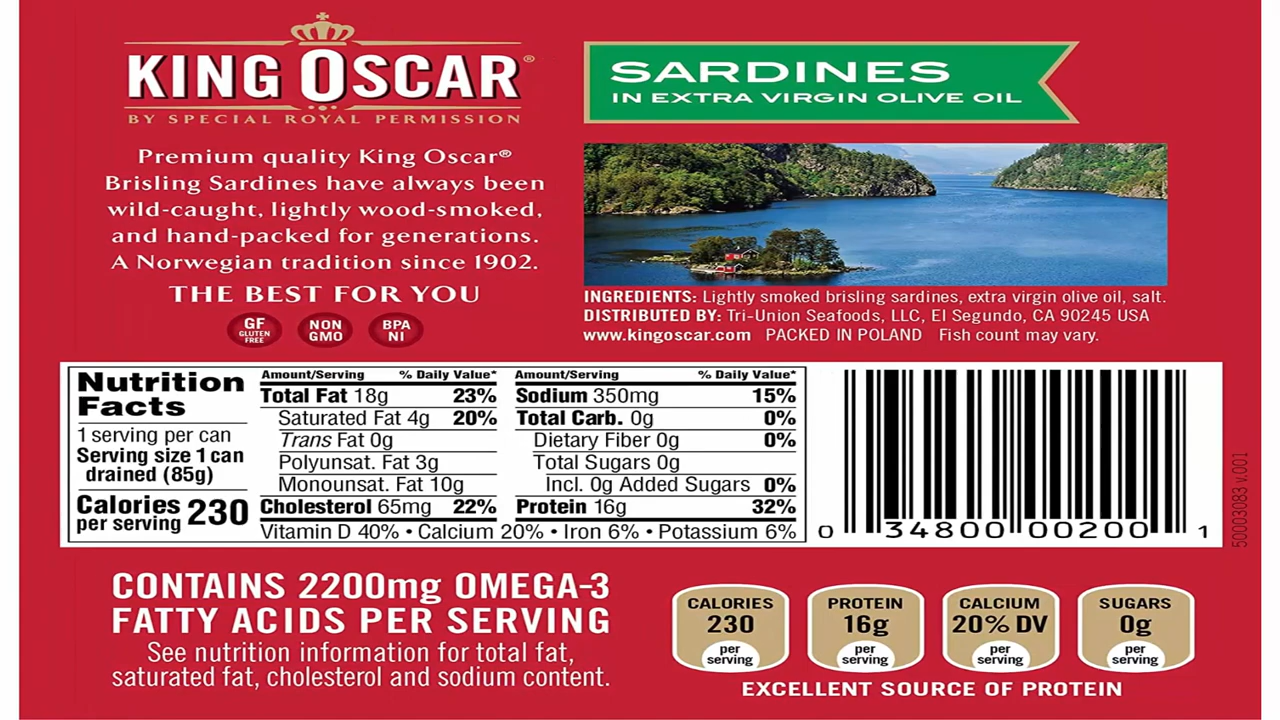 KING OSCAR®
BY SPECIAL ROYAL PERMISSION
Premium quality King Oscar®
Brisling Sardines have always been
wild-caught, lightly wood-smoked,
and hand-packed for generations.
A Norwegian tradition since 1902.
THE BEST FOR YOU
GF
GLUTEN
FREE
NON
GMO
BPA
NI
SARDINES
IN EXTRA VIRGIN OLIVE OIL
INGREDIENTS: Lightly smoked brisling sardines, extra virgin olive oil, salt.
DISTRIBUTED BY: Tri-Union Seafoods, LLC, El Segundo, CA 90245 USA
www.kingoscar.com PACKED IN POLAND Fish count may vary.
Nutrition
Facts
1 serving per can
Serving size 1 can
drained (85g)
Calories
per serving 230
Amount/Serving % Daily Value*
Total Fat 18g 23%
Saturated Fat 4g 20%
Trans Fat 0g
Polyunsat. Fat 3g
Monounsat. Fat 10g
Cholesterol 65mg 22%
Amount/Serving % Daily Value*
Sodium 350mg 15%
Total Carb. 0g 0%
Dietary Fiber 0g 0%
Total Sugars 0g
Incl. 0g Added Sugars 0%
Protein 16g 32%
Vitamin D 40% • Calcium 20% • Iron 6% • Potassium 6%
0 34800 00200 1
50003083 v.001
CONTAINS 2200mg OMEGA-3
FATTY ACIDS PER SERVING
See nutrition information for total fat,
saturated fat, cholesterol and sodium content.
CALORIES
230
per
serving
PROTEIN
16g
per
serving
CALCIUM
20% DV
per
serving
SUGARS
0g
per
serving
EXCELLENT SOURCE OF PROTEIN